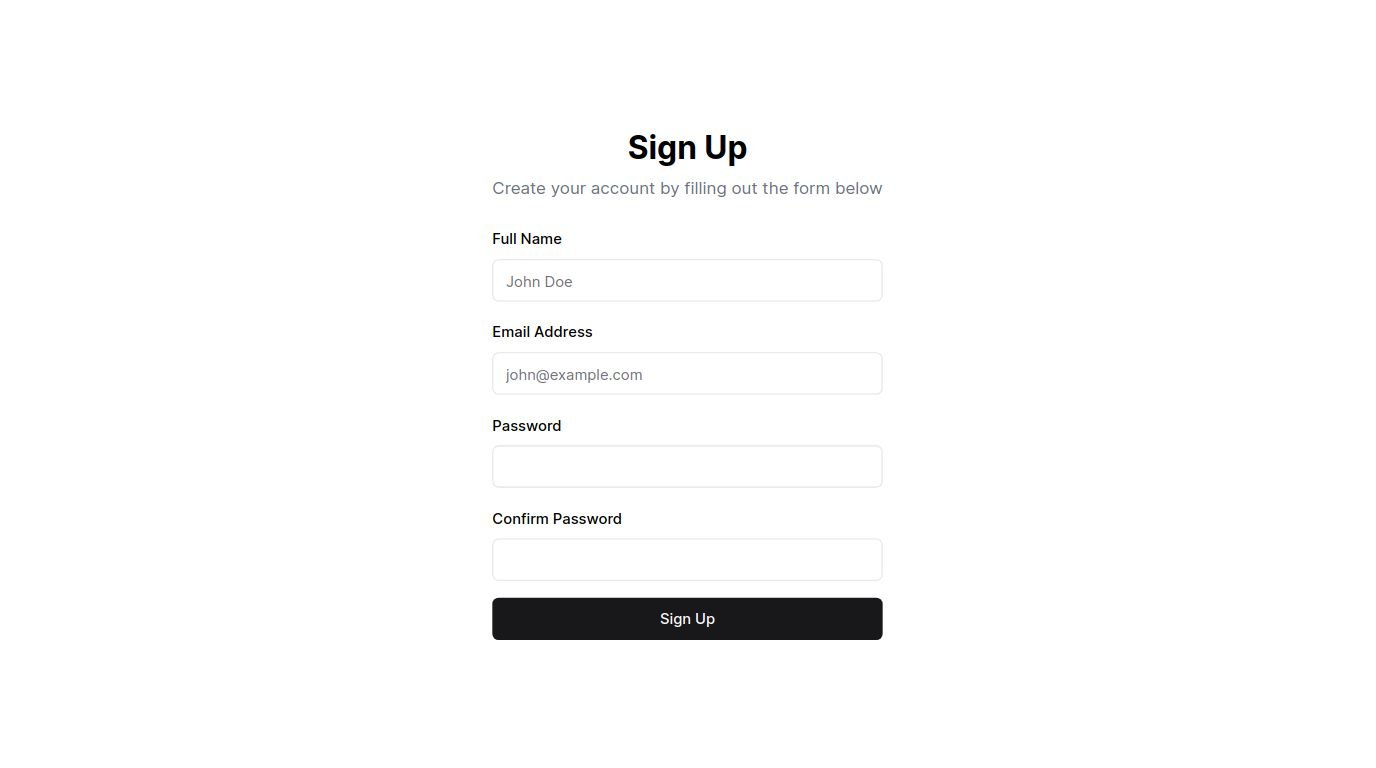 Sign Up
Create your account by filling out the form below
Full Name
John Doe
Email Address
john@example.com
Password
Confirm Password
Sign Up